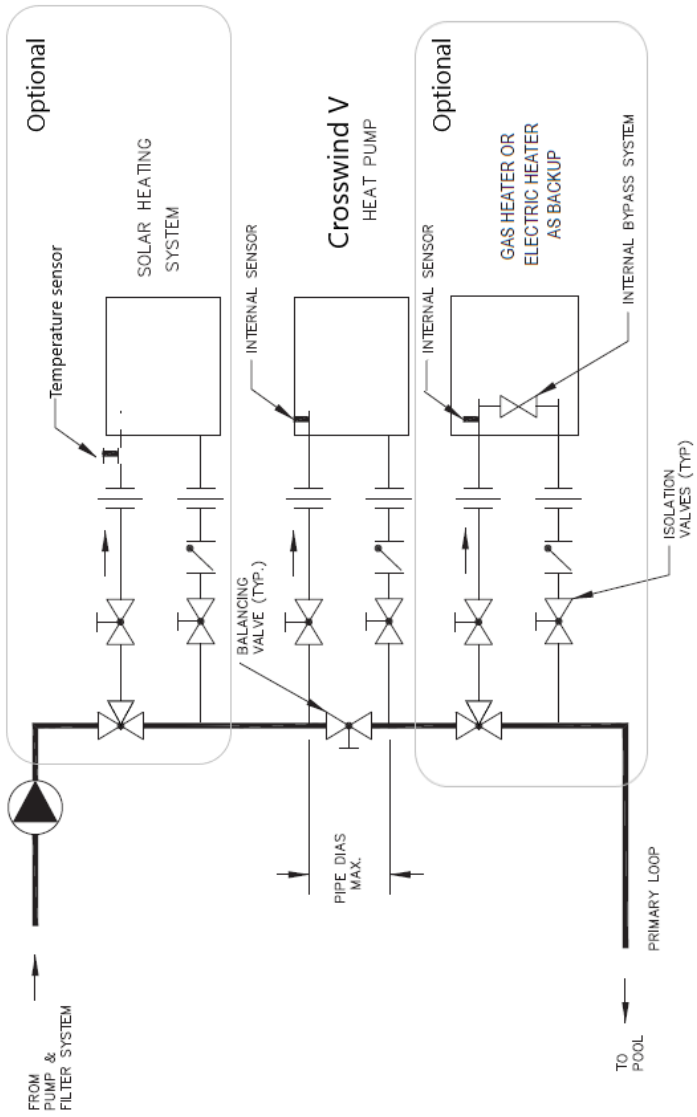 Optional
SOLAR HEATING
SYSTEM
Temperature sensor
Crosswind V
HEAT PUMP
INTERNAL SENSOR
Optional
GAS HEATER OR
ELECTRIC HEATER
AS BACKUP
INTERNAL SENSOR
INTERNAL BYPASS SYSTEM
BALANCING
VALVE (TYP.)
ISOLATION
VALVES (TYP)
PIPE DIAS
MAX.
PRIMARY LOOP
FROM
PUMP &
FILTER SYSTEM
TO
POOL